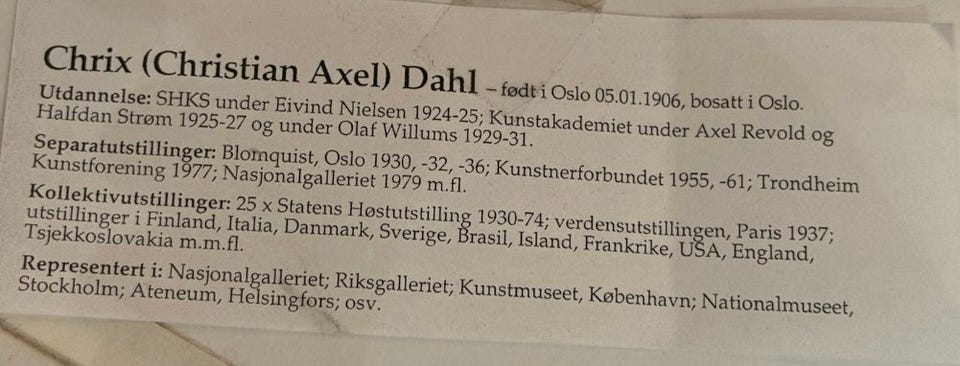 Chrix (Christian Axel) Dahl – født i Oslo 05.01.1906, bosatt i Oslo.
Utdannelse: SHKS under Eivind Nielsen 1924-25; Kunstakademiet under Axel Revold og
Halfdan Strøm 1925-27 og under Olaf Willums 1929-31.
Separatutstillinger: Blomquist, Oslo 1930, -32, -36; Kunstnerforbundet 1955, -61; Trondheim
Kunstforening 1977; Nasjonalgalleriet 1979 m.fl.
Kollektivutstillinger: 25 x Statens Høstutstilling 1930-74; verdensutstillingen, Paris 1937;
utstillinger i Finland, Italia, Danmark, Sverige, Brasil, Island, Frankrike, USA, England,
Tsjekkoslovakia m.m.fl.
Representert i: Nasjonalgalleriet; Riksgalleriet; Kunstmuseet, København; Nationalmuseet,
Stockholm; Ateneum, Helsingfors; osv.